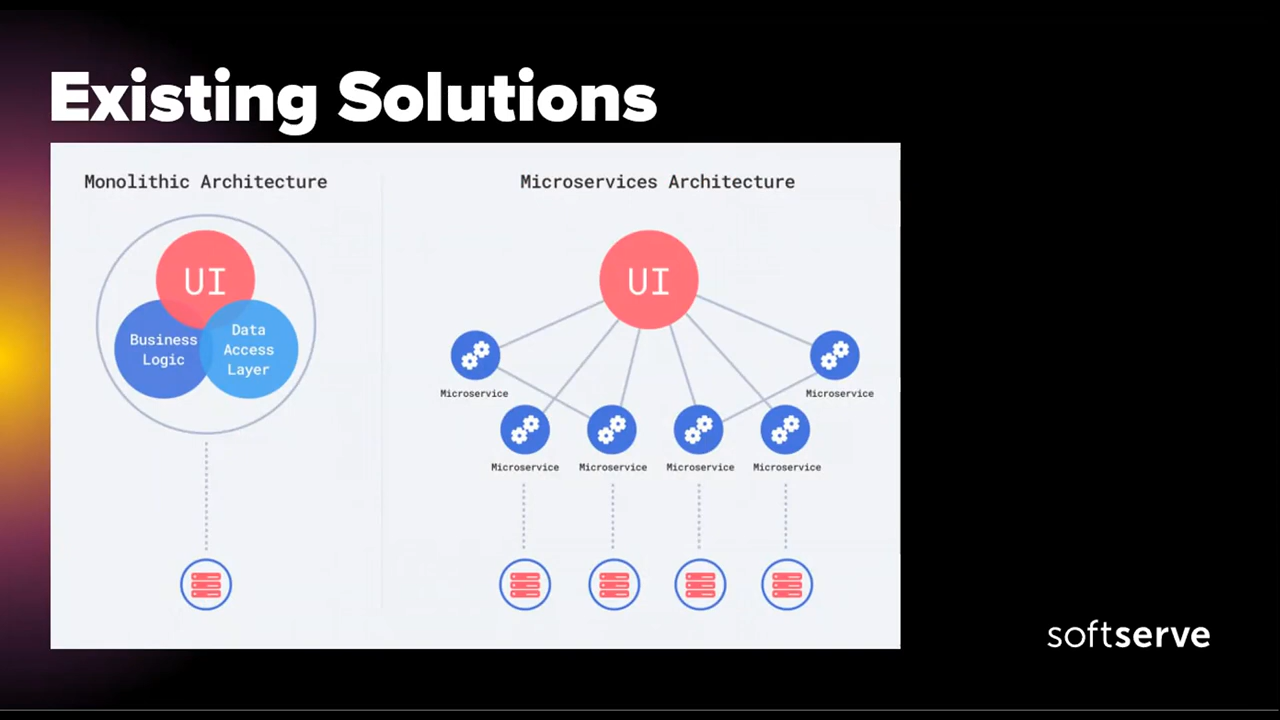 Existing Solutions
Monolithic Architecture
UI
Business
Logic
Data
Access
Layer
Microservices Architecture
UI
Microservice
Microservice
Microservice
Microservice
Microservice
Microservice
softserve